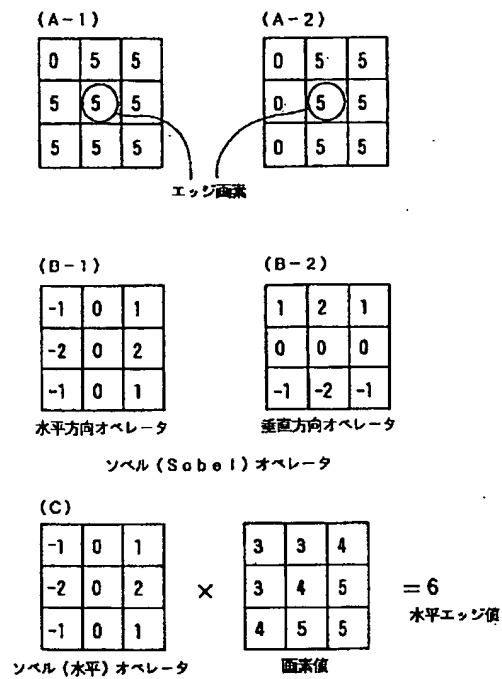 (A-1)
(A-2)
0 5 5
5 5 5
5 5 5
0 5 5
0 5 5
0 5 5
エッジ画素
(B-1)
(B-2)
-1 0 1
-2 0 2
-1 0 1
1 2 1
0 0 0
-1 -2 -1
水平方向オペレータ
垂直方向オペレータ
ソベル(Sobel)オペレータ
(C)
-1 0 1
-2 0 2
-1 0 1
×
3 3 4
3 4 5
4 5 5
=6
水平エッジ値
ソベル(水平)オペレータ
画素値